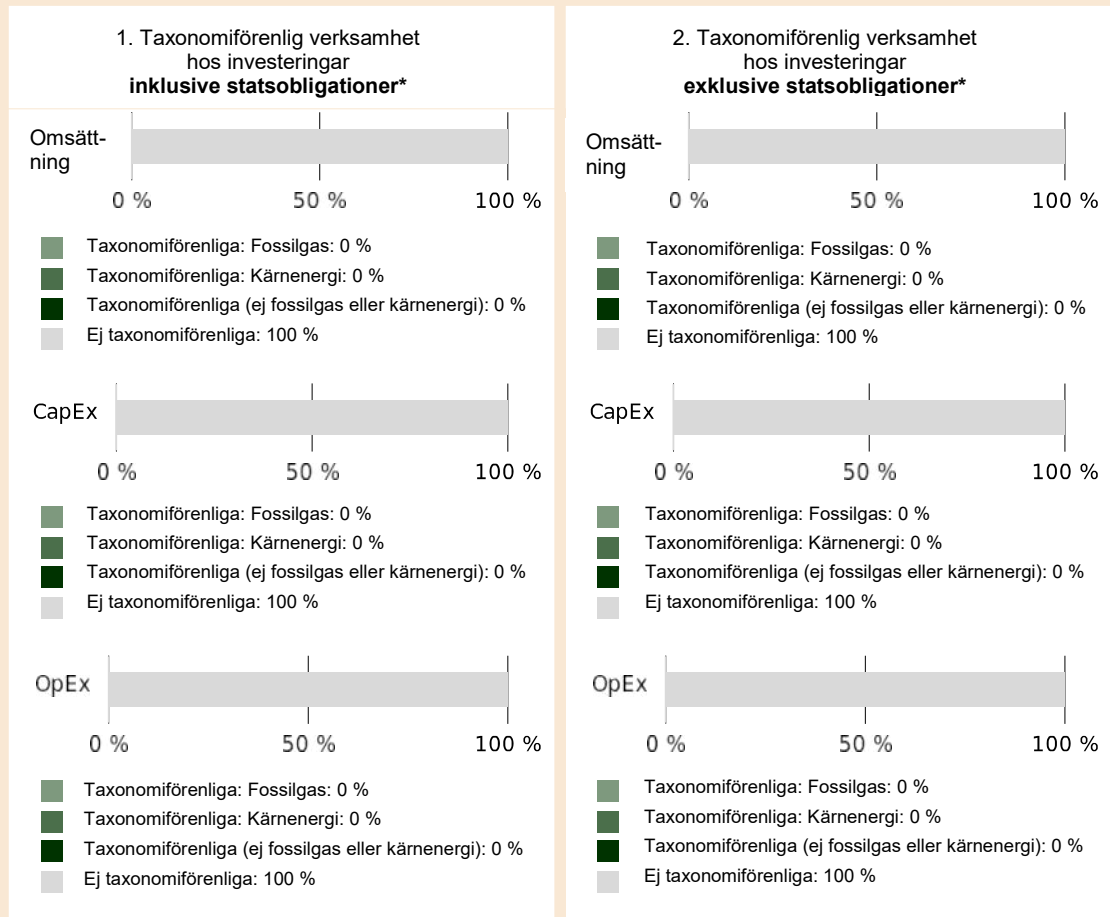 1. Taxonomiförenlig verksamhet
hos investeringar
inklusive statsobligationer*
Omsätt-
ning
0 %
50 %
100 %
Taxonomiförenliga: Fossilgas: 0 %
Taxonomiförenliga: Kärnenergi: 0 %
Taxonomiförenliga (ej fossilgas eller kärnenergi): 0 %
Ej taxonomiförenliga: 100 %
CapEx
0 %
50 %
100 %
Taxonomiförenliga: Fossilgas: 0 %
Taxonomiförenliga: Kärnenergi: 0 %
Taxonomiförenliga (ej fossilgas eller kärnenergi): 0 %
Ej taxonomiförenliga: 100 %
OpEx
0 %
50 %
100 %
Taxonomiförenliga: Fossilgas: 0 %
Taxonomiförenliga: Kärnenergi: 0 %
Taxonomiförenliga (ej fossilgas eller kärnenergi): 0 %
Ej taxonomiförenliga: 100 %
2. Taxonomiförenlig verksamhet
hos investeringar
exklusive statsobligationer*
Omsätt-
ning
0 %
50 %
100 %
Taxonomiförenliga: Fossilgas: 0 %
Taxonomiförenliga: Kärnenergi: 0 %
Taxonomiförenliga (ej fossilgas eller kärnenergi): 0 %
Ej taxonomiförenliga: 100 %
CapEx
0 %
50 %
100 %
Taxonomiförenliga: Fossilgas: 0 %
Taxonomiförenliga: Kärnenergi: 0 %
Taxonomiförenliga (ej fossilgas eller kärnenergi): 0 %
Ej taxonomiförenliga: 100 %
OpEx
0 %
50 %
100 %
Taxonomiförenliga: Fossilgas: 0 %
Taxonomiförenliga: Kärnenergi: 0 %
Taxonomiförenliga (ej fossilgas eller kärnenergi): 0 %
Ej taxonomiförenliga: 100 %